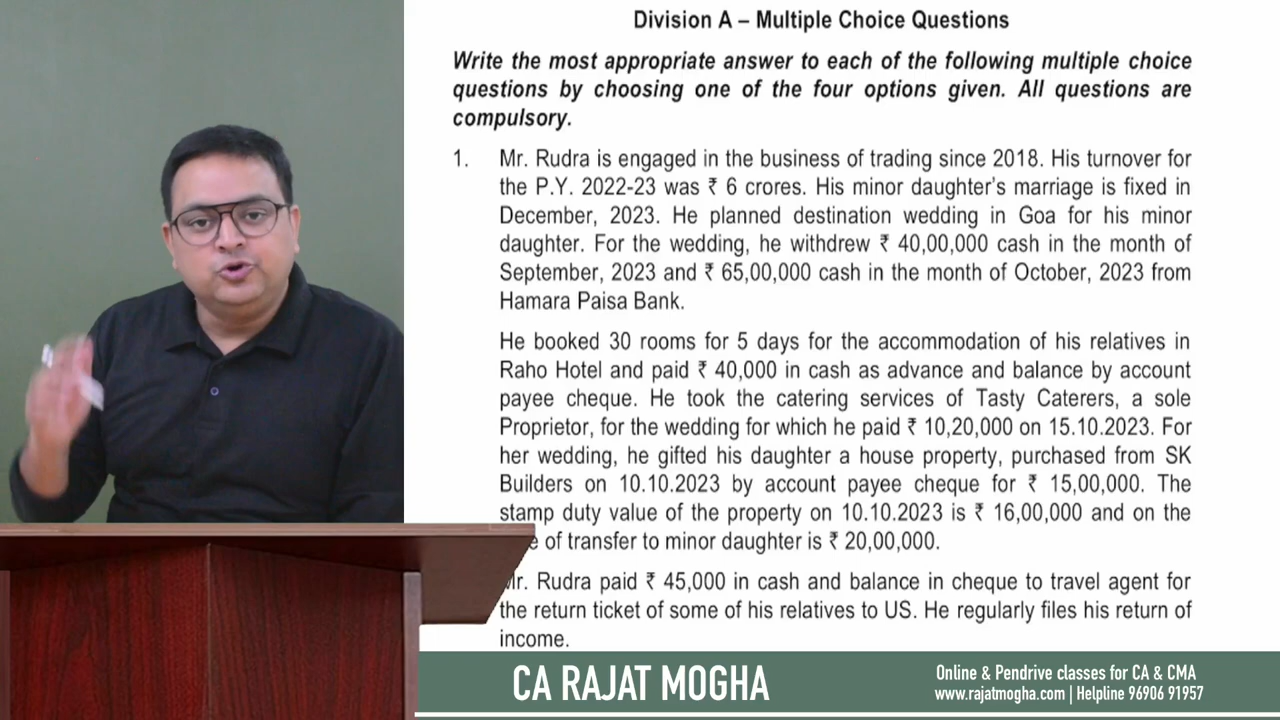 Division A – Multiple Choice Questions
Write the most appropriate answer to each of the following multiple choice
questions by choosing one of the four options given. All questions are
compulsory.
1. Mr. Rudra is engaged in the business of trading since 2018. His turnover for
the P.Y. 2022-23 was ₹ 6 crores. His minor daughter's marriage is fixed in
December, 2023. He planned destination wedding in Goa for his minor
daughter. For the wedding, he withdrew ₹ 40,00,000 cash in the month of
September, 2023 and ₹ 65,00,000 cash in the month of October, 2023 from
Hamara Paisa Bank.
He booked 30 rooms for 5 days for the accommodation of his relatives in
Raho Hotel and paid ₹ 40,000 in cash as advance and balance by account
payee cheque. He took the catering services of Tasty Caterers, a sole
Proprietor, for the wedding for which he paid ₹ 10,20,000 on 15.10.2023. For
her wedding, he gifted his daughter a house property, purchased from SK
Builders on 10.10.2023 by account payee cheque for ₹ 15,00,000. The
stamp duty value of the property on 10.10.2023 is ₹ 16,00,000 and on the
of transfer to minor daughter is ₹ 20,00,000.
Mr. Rudra paid ₹ 45,000 in cash and balance in cheque to travel agent for
the return ticket of some of his relatives to US. He regularly files his return of
income.
CA RAJAT MOGHA
Online & Pendrive classes for CA & CMA
www.rajatmogha.com | Helpline 96906 91957